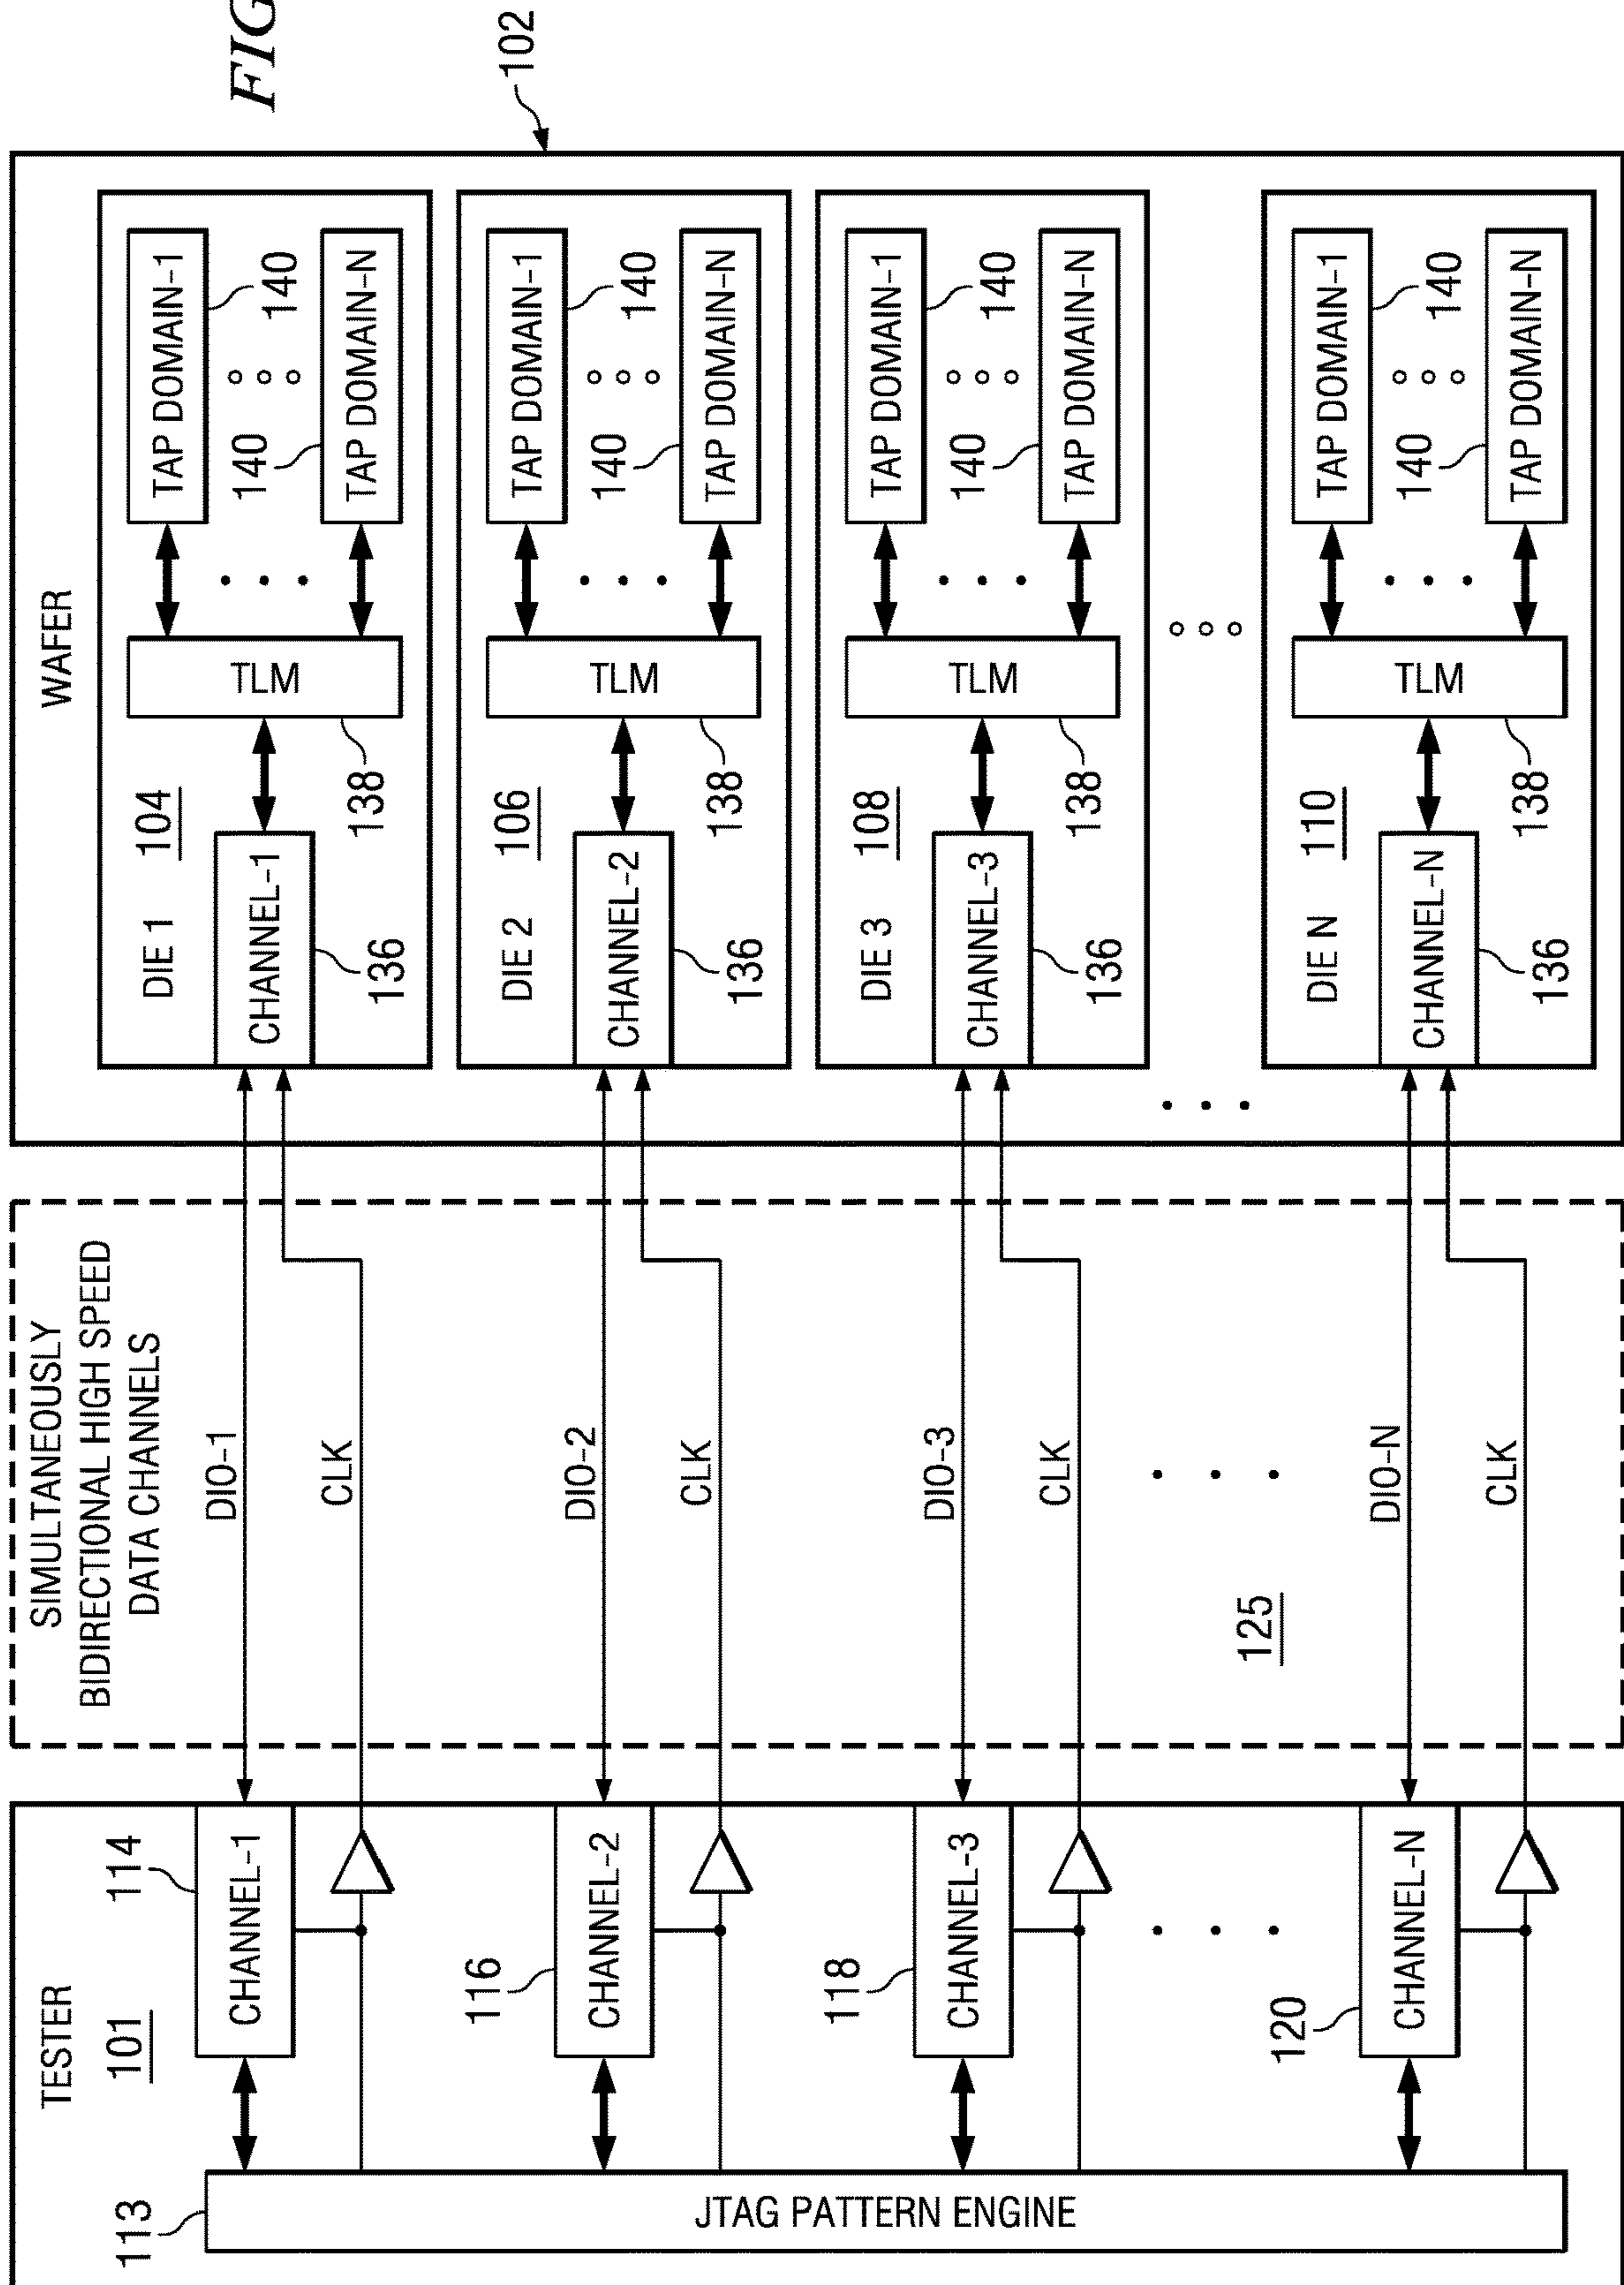 FIG
102
WAFER
TESTER
101
113
JTAG PATTERN ENGINE
SIMULTANEOUSLY
BIDIRECTIONAL HIGH SPEED
DATA CHANNELS
125
114
CHANNEL-1
DIO-1
CLK
DIE 1
104
CHANNEL-1
136
TLM
138
TAP DOMAIN-1
140
140
TAP DOMAIN-N
116
CHANNEL-2
DIO-2
CLK
DIE 2
106
CHANNEL-2
136
TLM
138
TAP DOMAIN-1
140
140
TAP DOMAIN-N
118
CHANNEL-3
DIO-3
CLK
DIE 3
108
CHANNEL-3
136
TLM
138
TAP DOMAIN-1
140
140
TAP DOMAIN-N
120
CHANNEL-N
DIO-N
CLK
DIE N
110
CHANNEL-N
136
TLM
138
TAP DOMAIN-1
140
140
TAP DOMAIN-N